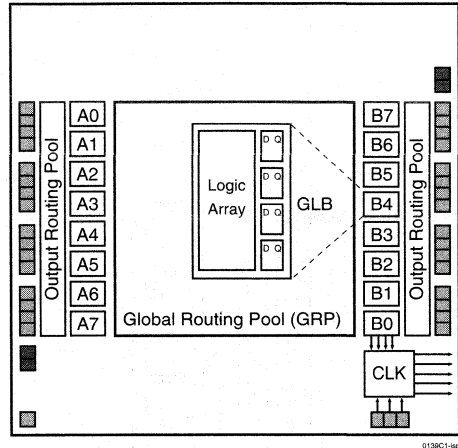 Output Routing Pool
A0
A1
A2
A3
A4
A5
A6
A7
Logic
Array
D Q
D Q
D Q
D Q
GLB
Global Routing Pool (GRP)
B7
B6
B5
B4
B3
B2
B1
B0
Output Routing Pool
CLK
0139C1-isp